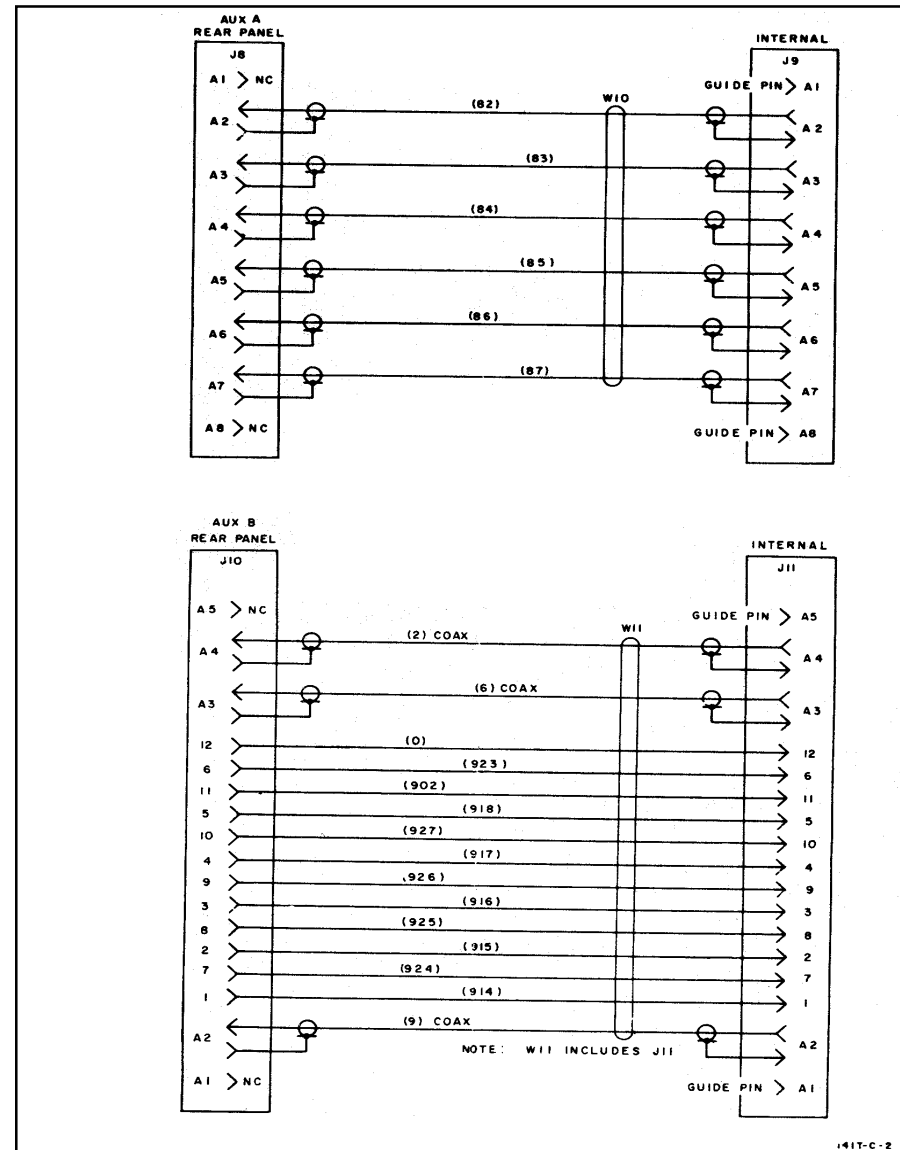 AUX A
REAR PANEL
INTERNAL
J8
J9
A1 NC
GUIDE PIN A1
(82)
W10
A2
A2
(83)
A3
A3
(84)
A4
A4
(85)
A5
A5
(86)
A6
A6
(87)
A7
A7
A8 NC
GUIDE PIN A8
AUX B
REAR PANEL
INTERNAL
J10
J11
A5 NC
GUIDE PIN A5
W11
(2) COAX
A4
A4
(6) COAX
A3
A3
(0)
12
12
(923)
6
6
(902)
11
11
(918)
5
5
(927)
10
10
(917)
4
4
(926)
9
9
(916)
3
3
(925)
8
8
(915)
2
2
(924)
7
7
(914)
1
1
(9) COAX
A2
A2
NOTE: W11 INCLUDES J11
A1 NC
GUIDE PIN A1
141T-C-2